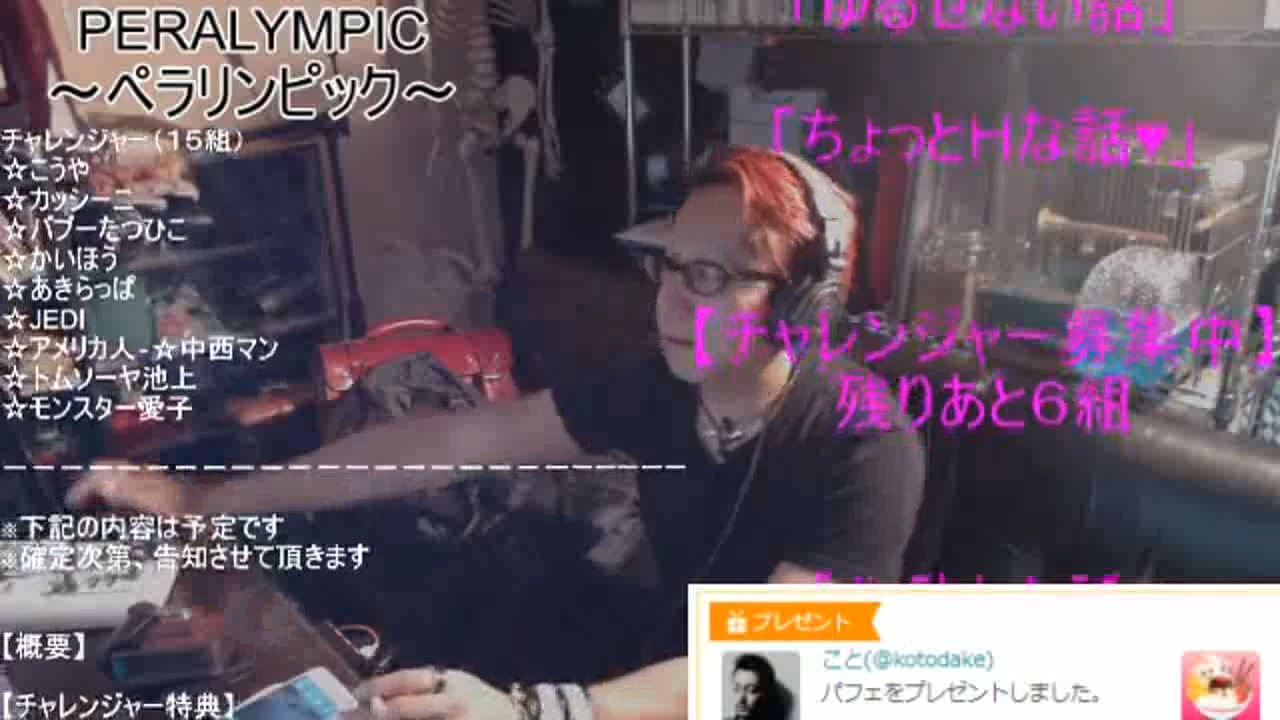 PERALYMPIC
～ペラリンピック～
チャレンジャー（１５組）
☆こうや
☆カッシーニ
☆バブーたつひこ
☆かいほう
☆あきらっぱ
☆JEDI
☆アメリカ人-☆中西マン
☆トムソーヤ池上
☆モンスター愛子
※下記の内容は予定です
※確定次第、告知させて頂きます
【概要】
【チャレンジャー特典】
「ゆるせない話」
「ちょっとHな話♥」
【チャレンジャー募集中】
残りあと６組
プレゼント
こと(@kotodake)
パフェをプレゼントしました。